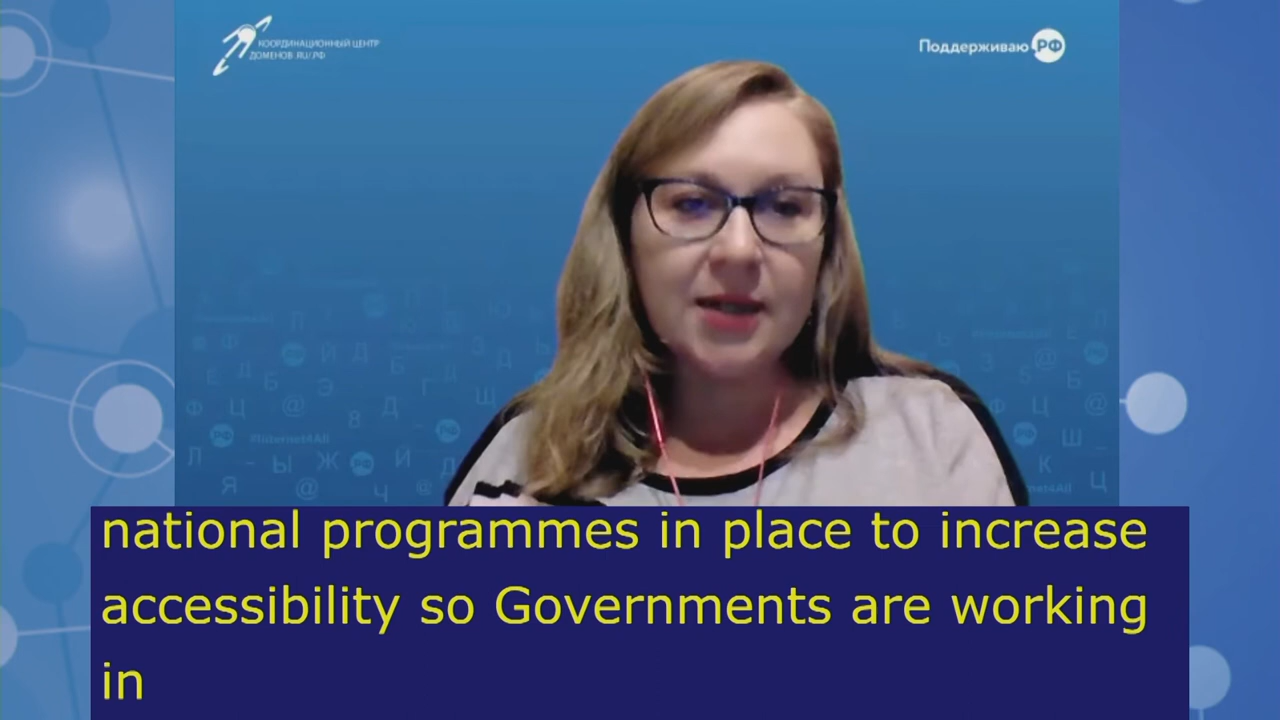 КООРДИНАЦИОННЫЙ ЦЕНТР
ДОМЕНОВ .RU/.РФ
Поддерживаю РФ
#Internet4All
national programmes in place to increase
accessibility so Governments are working
in